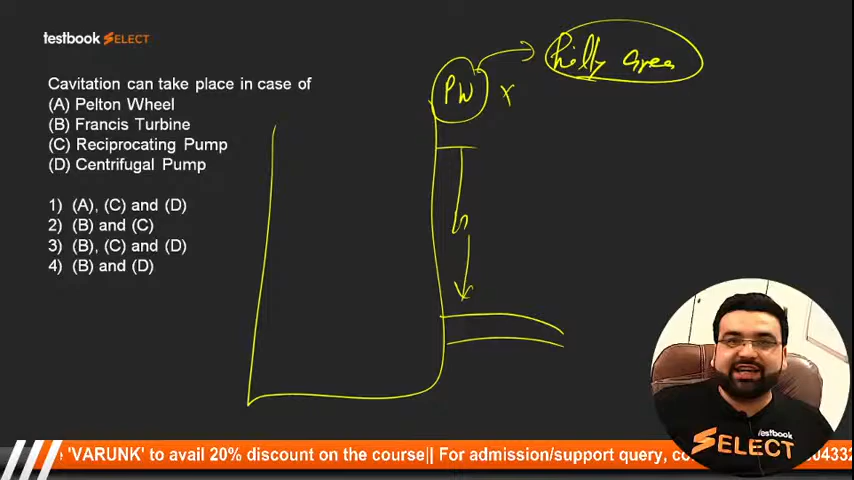 testbook SELECT
Cavitation can take place in case of
(A) Pelton Wheel
(B) Francis Turbine
(C) Reciprocating Pump
(D) Centrifugal Pump
1) (A), (C) and (D)
2) (B) and (C)
3) (B), (C) and (D)
4) (B) and (D)
PW x
hilly area
h
testbook
SELECT
'VARUNK' to avail 20% discount on the course|| For admission/support query, co